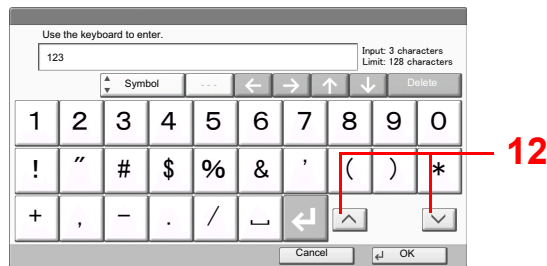 Use the keyboard to enter.
123
Input: 3 characters
Limit: 128 characters
Symbol - - - ← → ↑ ↓ Delete
1 2 3 4 5 6 7 8 9 0
! ″ # $ % & ’ ( ) *
+ , − . / ⌴ ↵ ︿ ﹀
12
Cancel ↵ OK